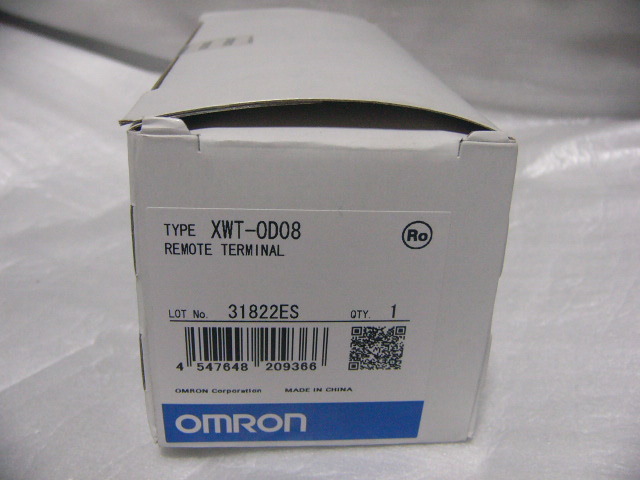 TYPE XWT-OD08
Ro
REMOTE TERMINAL
LOT No. 31822ES QTY. 1
4 547648 209366
OMRON Corporation MADE IN CHINA
OMRON